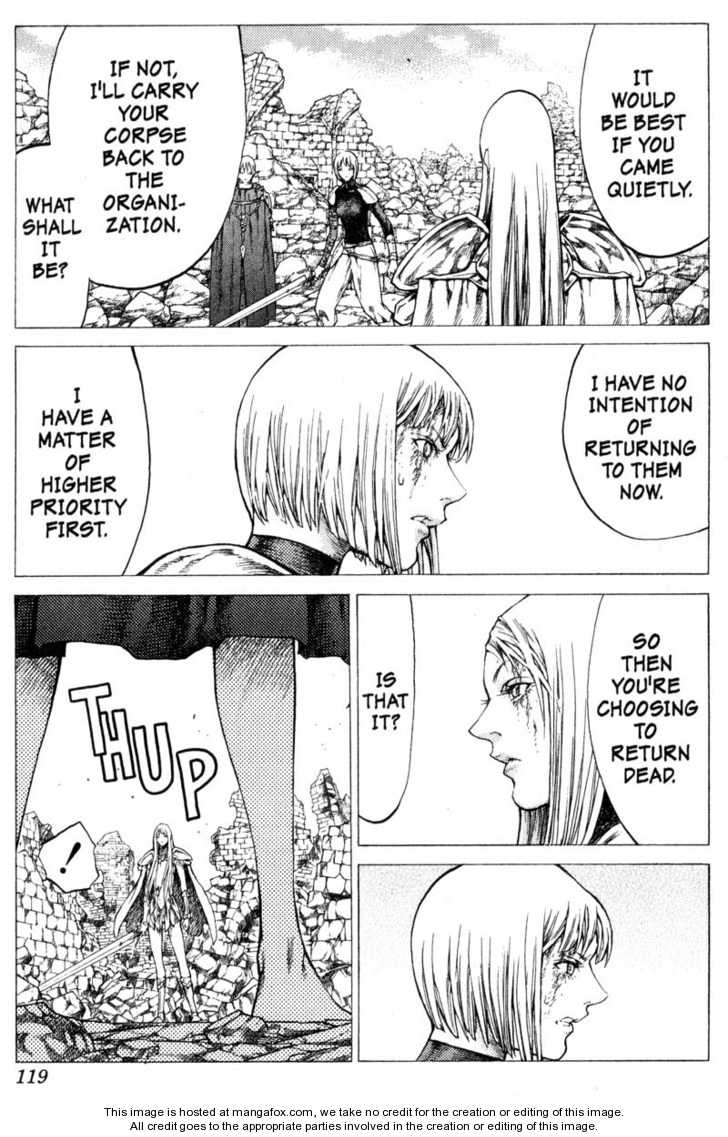 IT
WOULD
BE BEST
IF YOU
CAME
QUIETLY.
IF NOT,
I'LL CARRY
YOUR
CORPSE
BACK TO
THE
ORGANI-
ZATION.
WHAT
SHALL
IT
BE?
I HAVE NO
INTENTION
OF
RETURNING
TO THEM
NOW.
I
HAVE A
MATTER
OF
HIGHER
PRIORITY
FIRST.
SO
THEN
YOU'RE
CHOOSING
TO
RETURN
DEAD.
IS
THAT
IT?
THUP
!
119
This image is hosted at mangafox.com, we take no credit for the creation or editing of this image.
All credit goes to the appropriate parties involved in the creation or editing of this image.